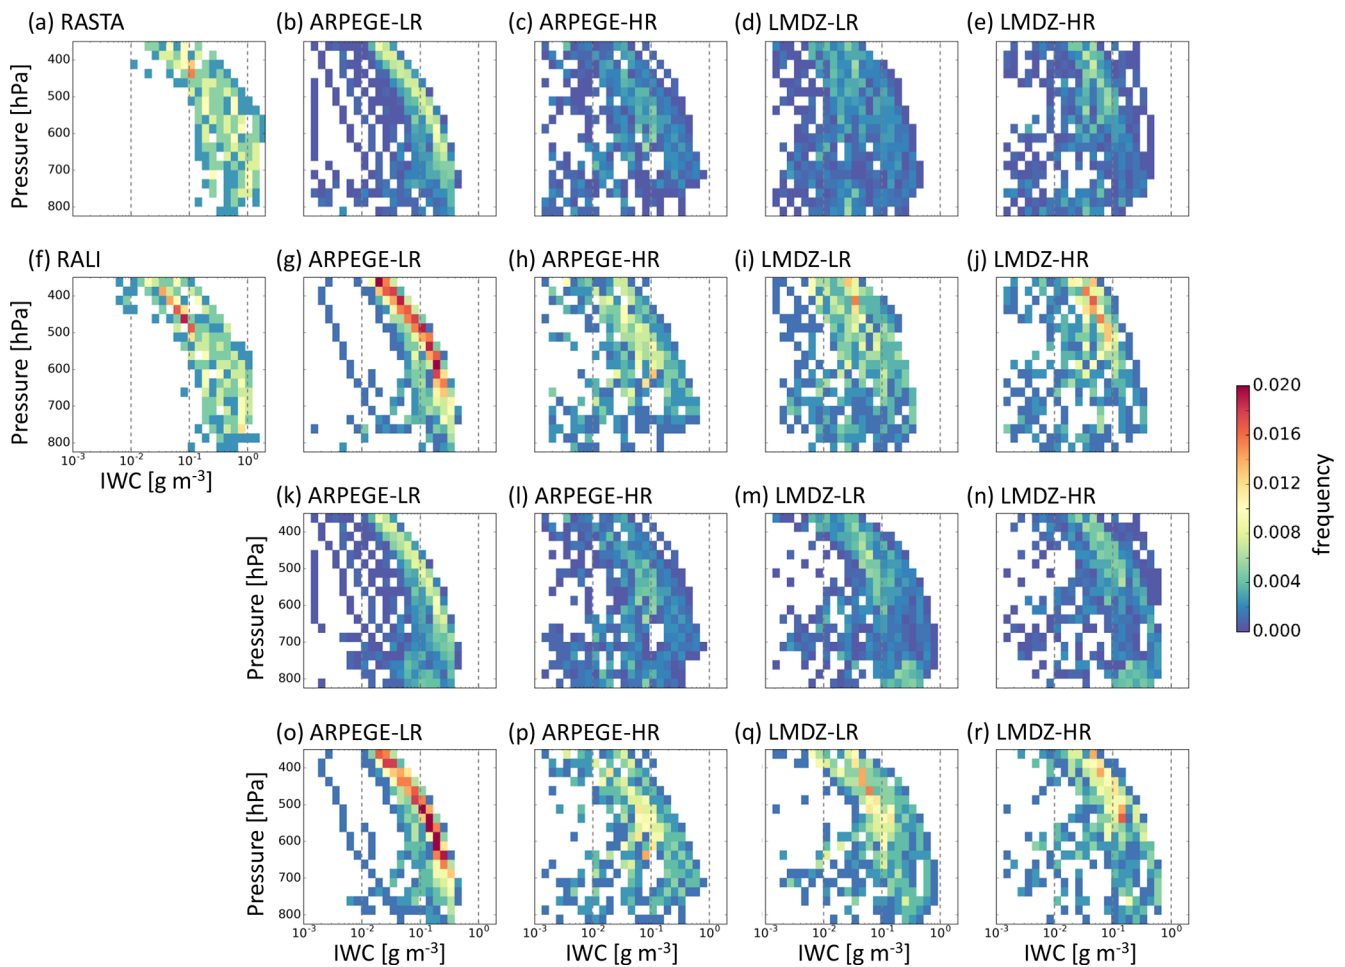 (a) RASTA (b) ARPEGE-LR (c) ARPEGE-HR (d) LMDZ-LR (e) LMDZ-HR
Pressure [hPa]
400
500
600
700
800
(f) RALI (g) ARPEGE-LR (h) ARPEGE-HR (i) LMDZ-LR (j) LMDZ-HR
Pressure [hPa]
400
500
600
700
800
10⁻³ 10⁻² 10⁻¹ 10⁰
IWC [g m⁻³]
(k) ARPEGE-LR (l) ARPEGE-HR (m) LMDZ-LR (n) LMDZ-HR
Pressure [hPa]
400
500
600
700
800
(o) ARPEGE-LR (p) ARPEGE-HR (q) LMDZ-LR (r) LMDZ-HR
Pressure [hPa]
400
500
600
700
800
10⁻³ 10⁻² 10⁻¹ 10⁰ 10⁻³ 10⁻² 10⁻¹ 10⁰ 10⁻³ 10⁻² 10⁻¹ 10⁰ 10⁻³ 10⁻² 10⁻¹ 10⁰
IWC [g m⁻³] IWC [g m⁻³] IWC [g m⁻³] IWC [g m⁻³]
0.020
0.016
0.012
0.008
0.004
0.000
frequency